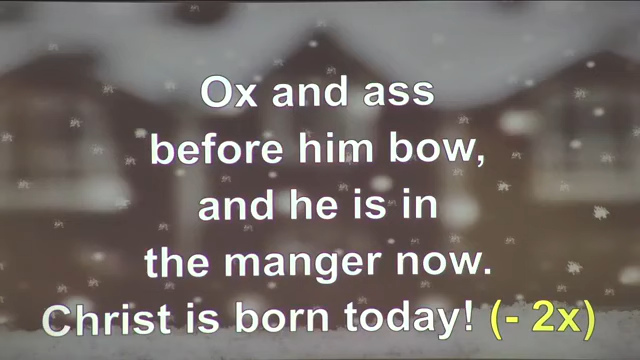 Ox and ass
before him bow,
and he is in
the manger now.
Christ is born today! (- 2x)